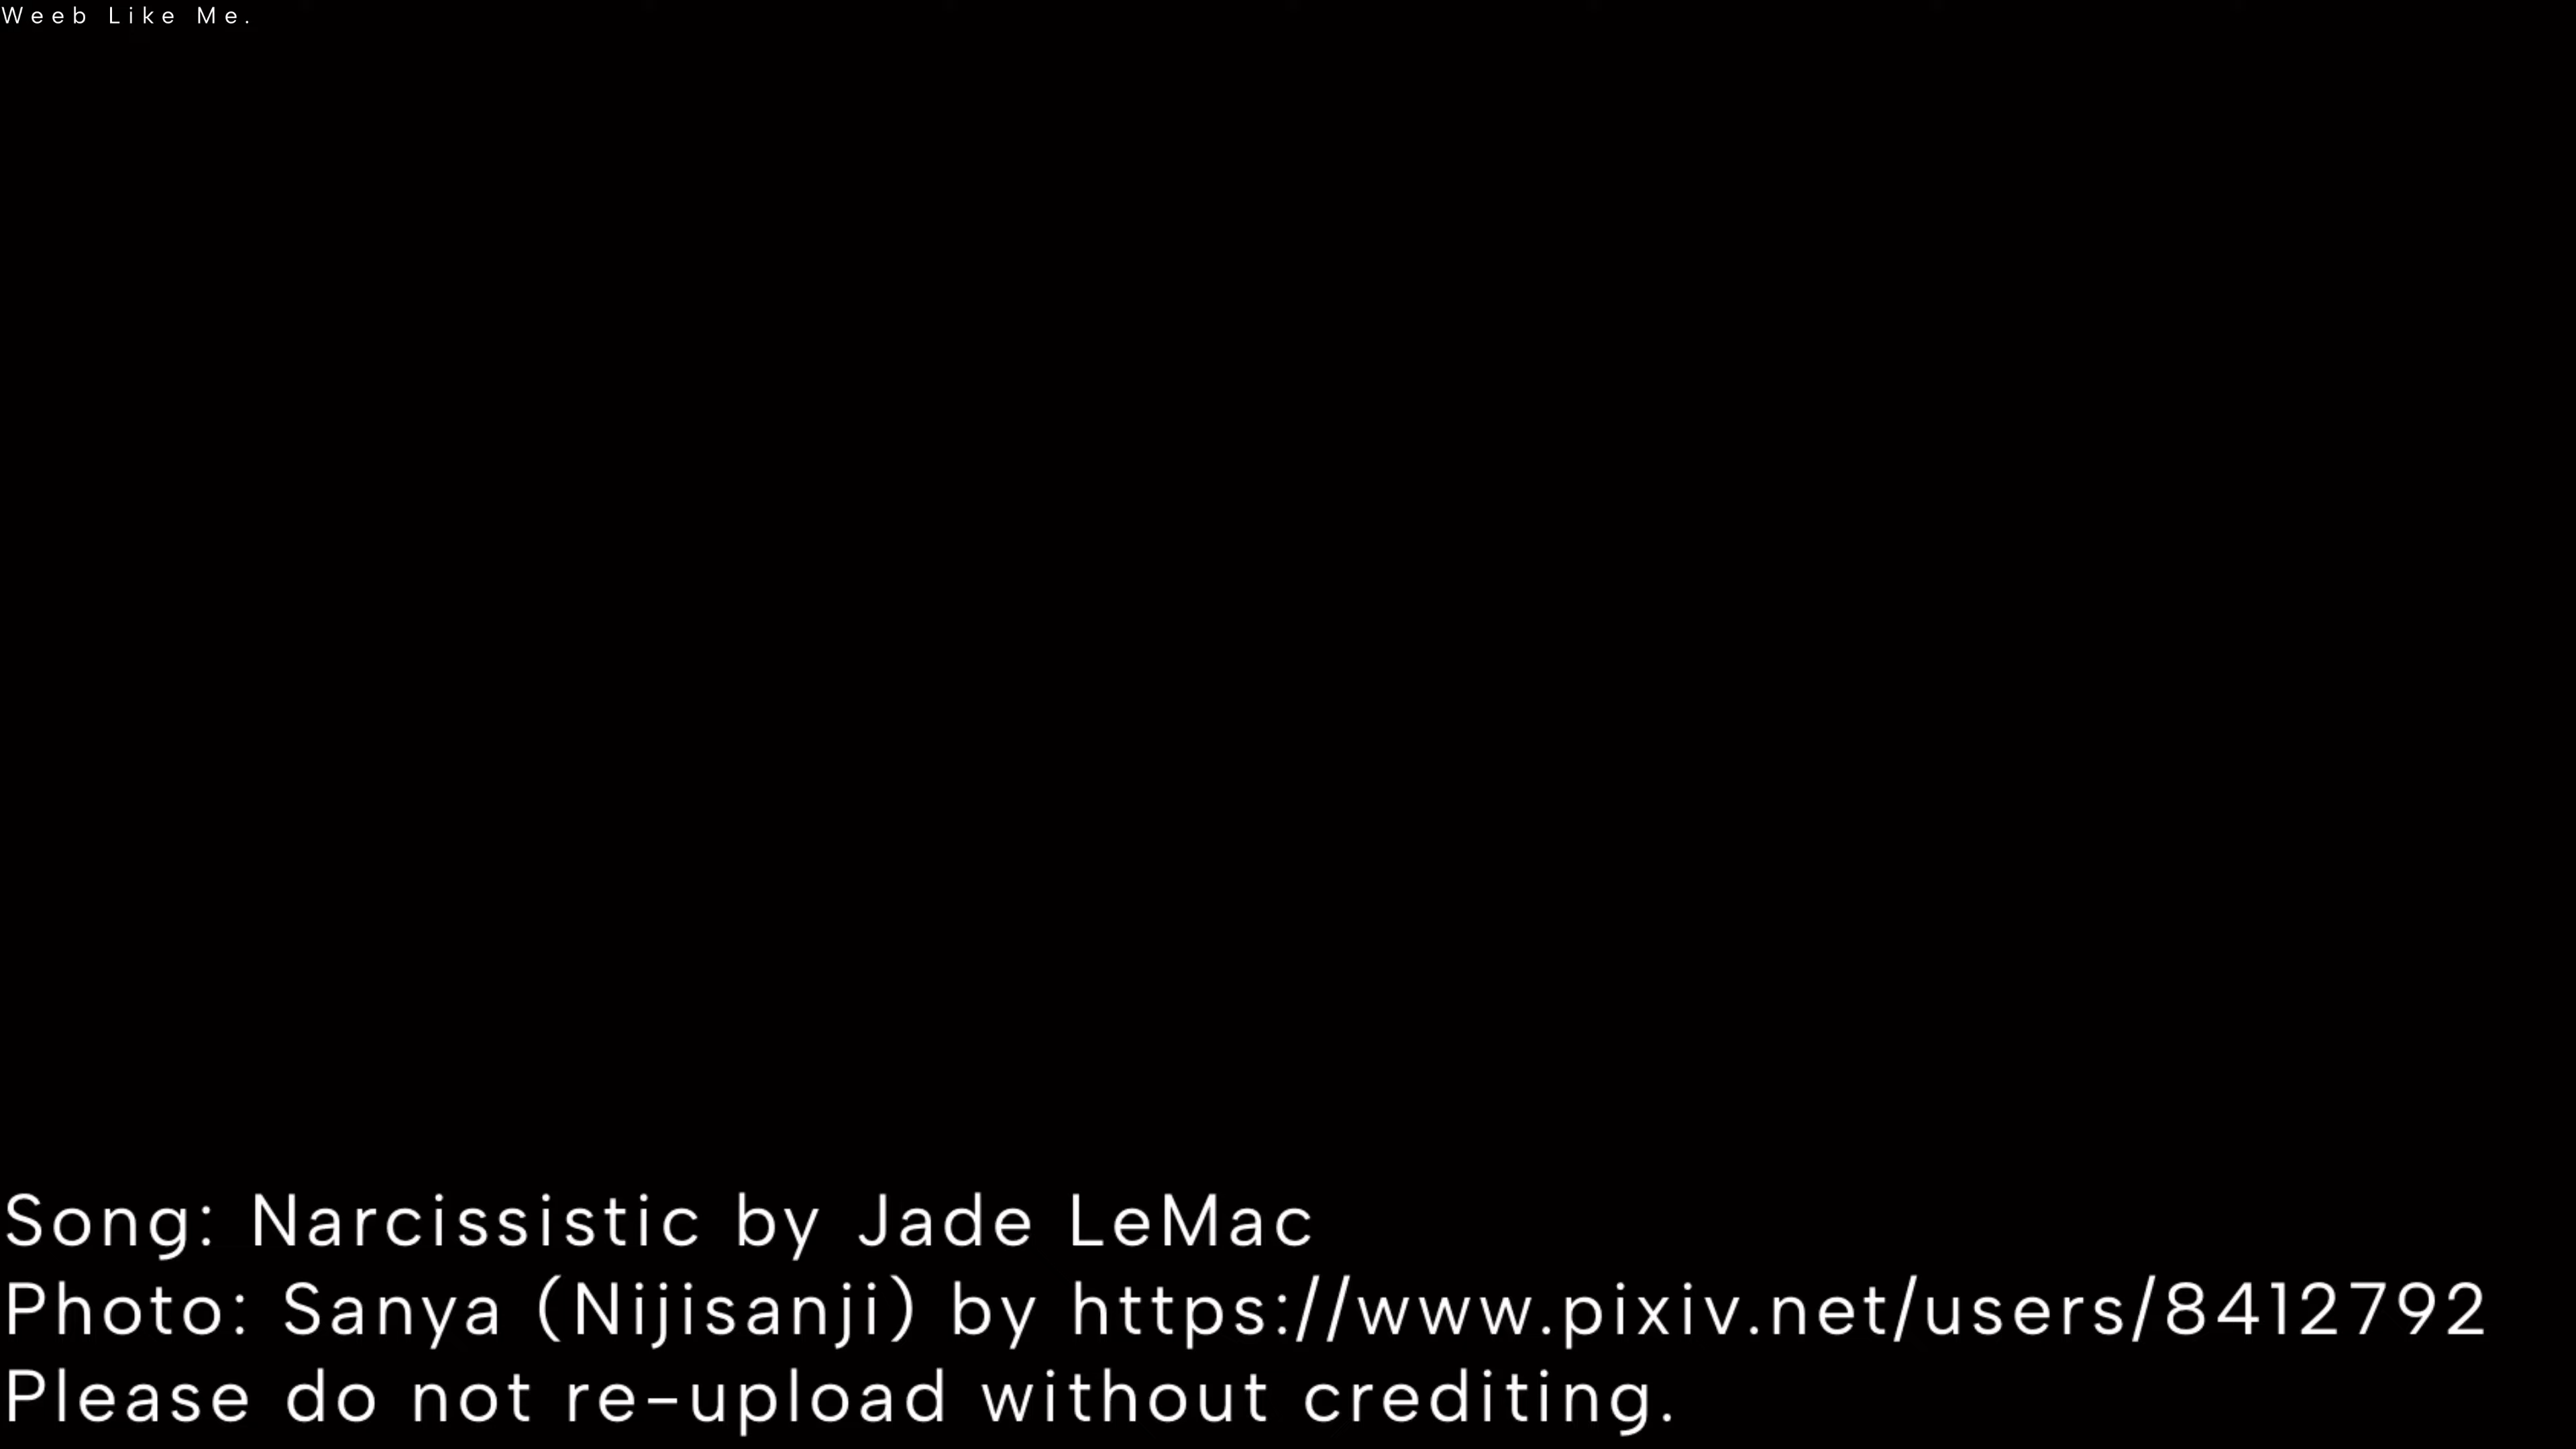 Weeb Like Me.
Song: Narcissistic by Jade LeMac
Photo: Sanya (Nijisanji) by https://www.pixiv.net/users/8412792
Please do not re-upload without crediting.